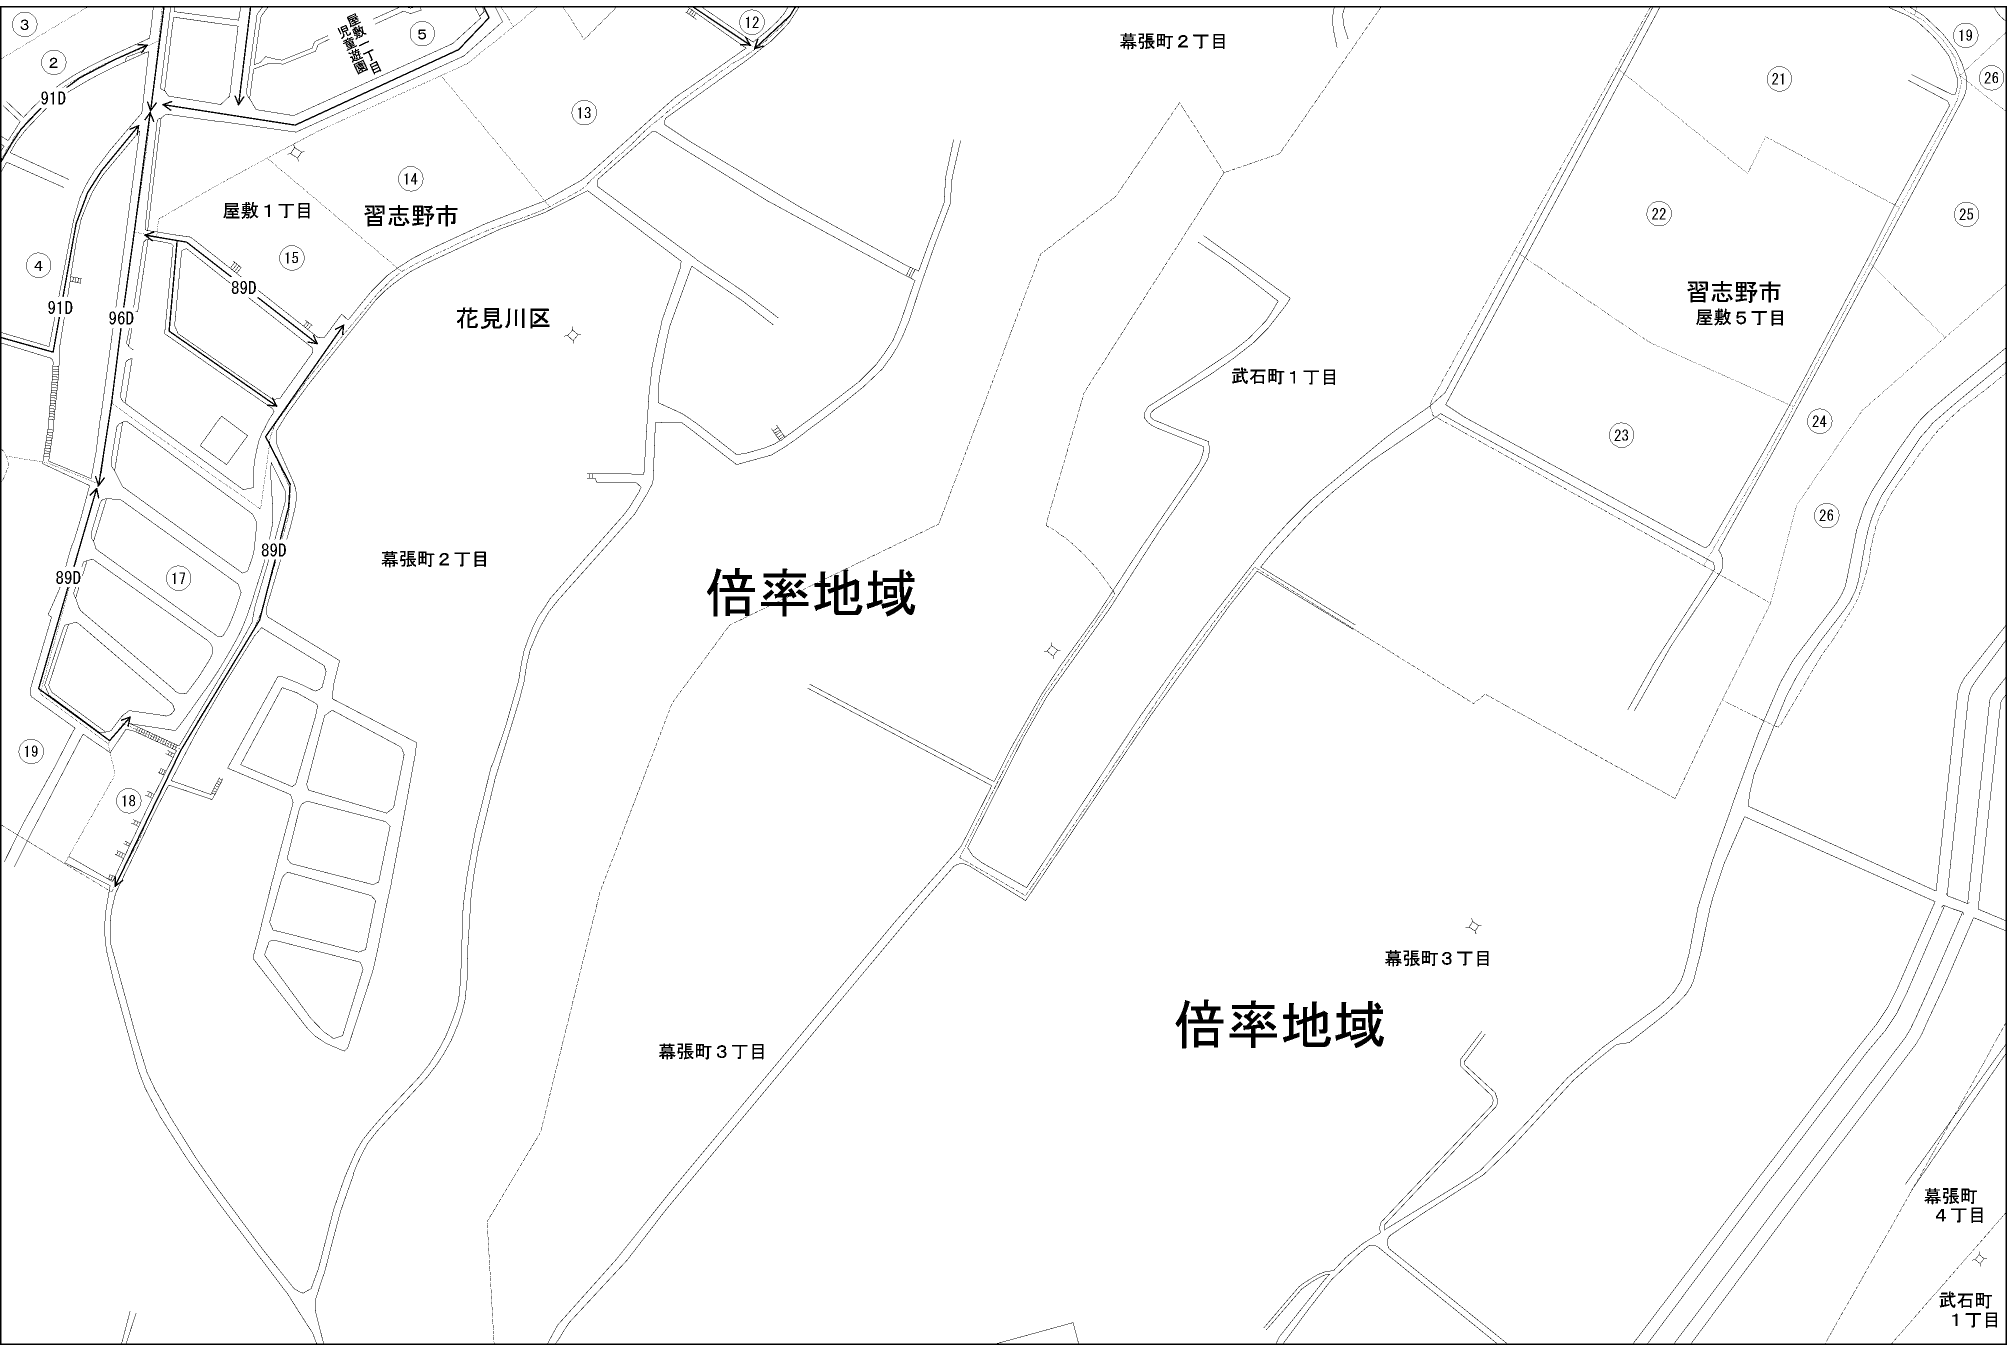 3
12
5
屋敷一丁目
児童遊園
幕張町2丁目
19
2
26
21
91D
13
14
屋敷1丁目
習志野市
22
25
15
4
89D
91D
96D
花見川区
習志野市
屋敷5丁目
武石町1丁目
24
23
26
89D
幕張町2丁目
89D
17
倍率地域
19
18
幕張町3丁目
倍率地域
幕張町3丁目
幕張町
4丁目
武石町
1丁目